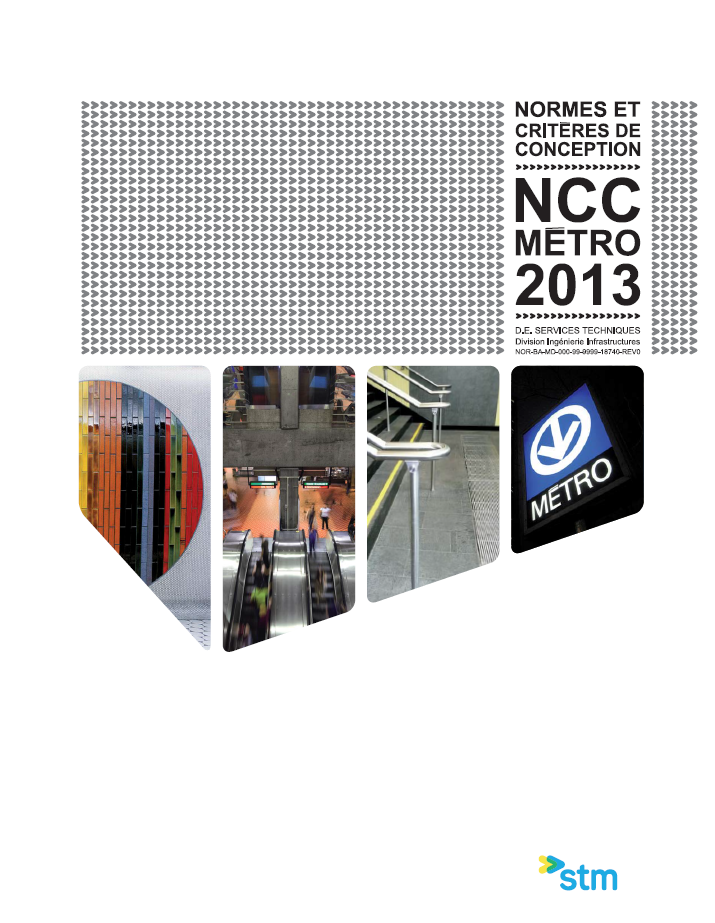 NORMES ET
CRITÈRES DE
CONCEPTION
NCC
MÉTRO
2013
D.E. SERVICES TECHNIQUES
Division Ingénierie Infrastructures
NOR-BA-MD-000-99-9999-18740-REV0
MÉTRO
stm